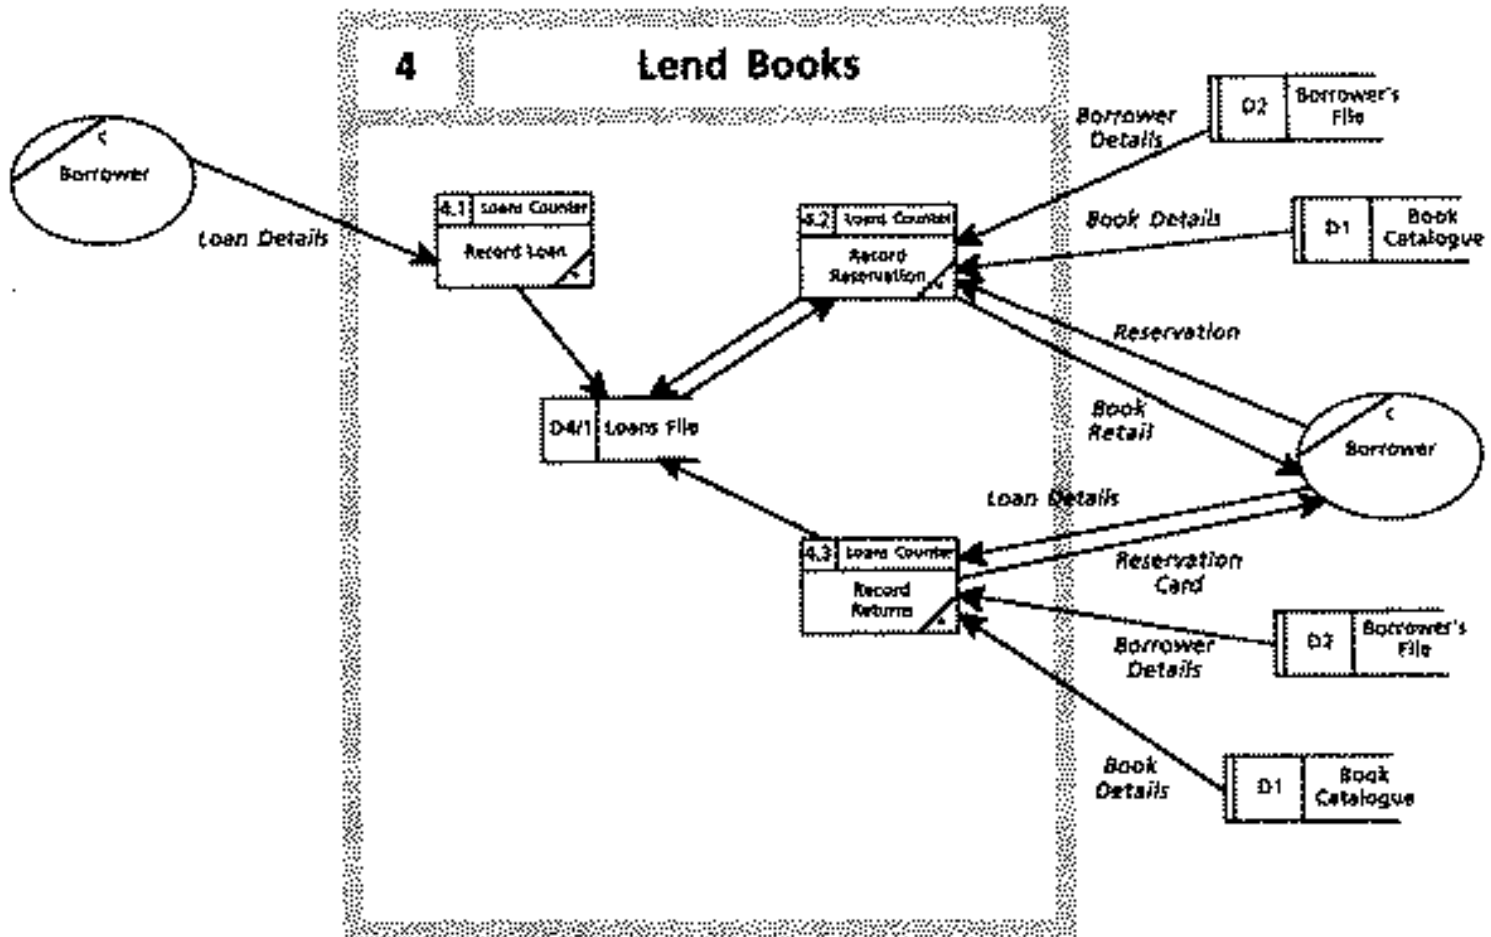 4
Lend Books
Borrower's
File
D2
Borrower
Details
c
Borrower
Loan Details
4.1
Loans Counter
Record Loan
*
4.2
Loans Counter
Record
Reservation
*
Book Details
D1
Book
Catalogue
Reservation
Book
Retail
D4/1
Loans File
c
Borrower
Loan Details
4.3
Loans Counter
Record
Returns
*
Reservation
Card
Borrower
Details
D2
Borrower's
File
Book
Details
D1
Book
Catalogue